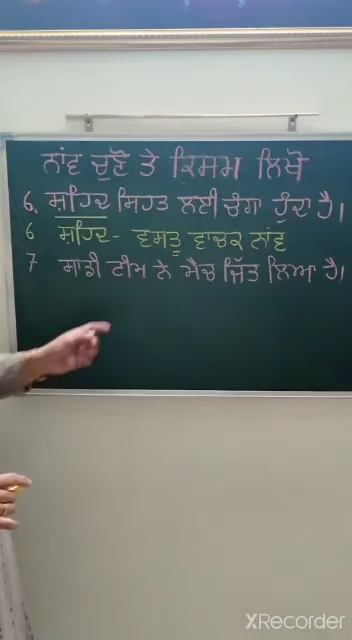 ਨਾਂਵ ਚੁਣੋ ਤੇ ਕਿਸਮ ਲਿਖੋ
6. ਸ਼ਹਿਦ ਸਿਹਤ ਲਈ ਚੰਗਾ ਹੁੰਦਾ ਹੈ।
6 ਸ਼ਹਿਦ- ਵਸਤੂ ਵਾਚਕ ਨਾਂਵ
7 ਸਾਡੀ ਟੀਮ ਨੇ ਮੈਚ ਜਿੱਤ ਲਿਆ ਹੈ।
XRecorder